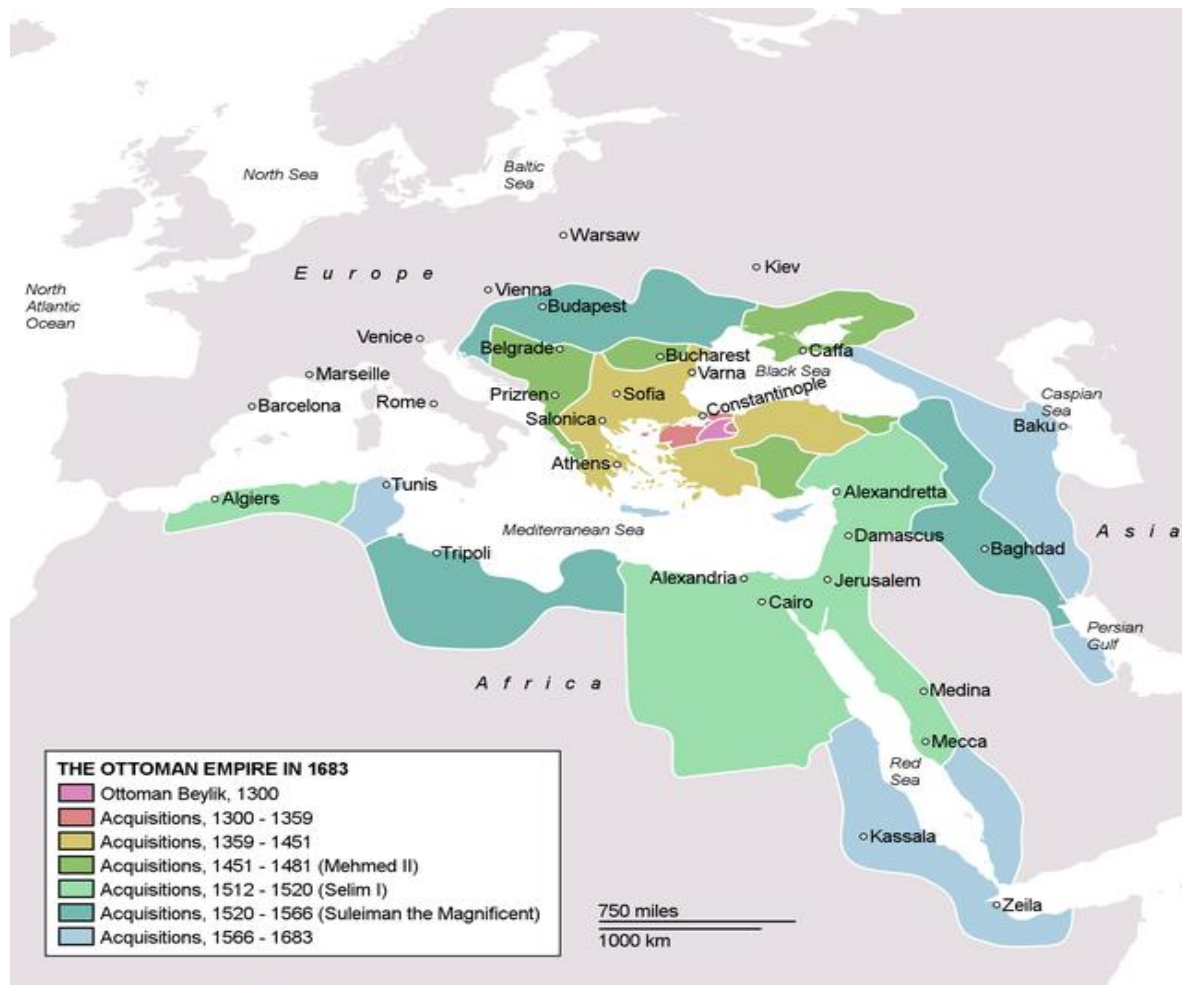 North Sea
Baltic
Sea
Warsaw
Europe
Kiev
North
Atlantic
Ocean
Vienna
Budapest
Venice
Belgrade
Bucharest
Caffa
Marseille
Varna
Black Sea
Barcelona
Rome
Prizren
Sofia
Constantinople
Caspian
Sea
Salonica
Baku
Athens
Tunis
Algiers
Alexandretta
Mediterranean Sea
Asia
Tripoli
Damascus
Baghdad
Alexandria
Jerusalem
Cairo
Persian
Gulf
Africa
Medina
Mecca
Red
Sea
Kassala
Zeila
THE OTTOMAN EMPIRE IN 1683
Ottoman Beylik, 1300
Acquisitions, 1300 - 1359
Acquisitions, 1359 - 1451
Acquisitions, 1451 - 1481 (Mehmed II)
Acquisitions, 1512 - 1520 (Selim I)
Acquisitions, 1520 - 1566 (Suleiman the Magnificent)
Acquisitions, 1566 - 1683
750 miles
1000 km